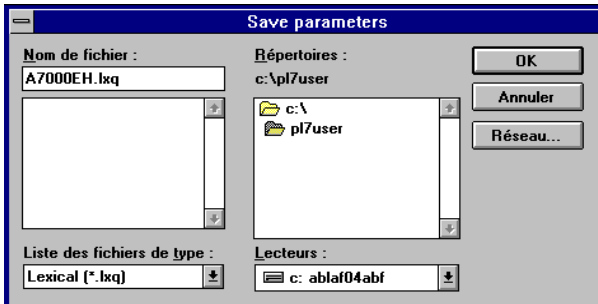 Save parameters
Nom de fichier :
A7000EH.lxq
Répertoires :
c:\pl7user
c:\
pl7user
OK
Annuler
Réseau...
Liste des fichiers de type :
Lexical (*.lxq)
Lecteurs :
c: ablaf04abf